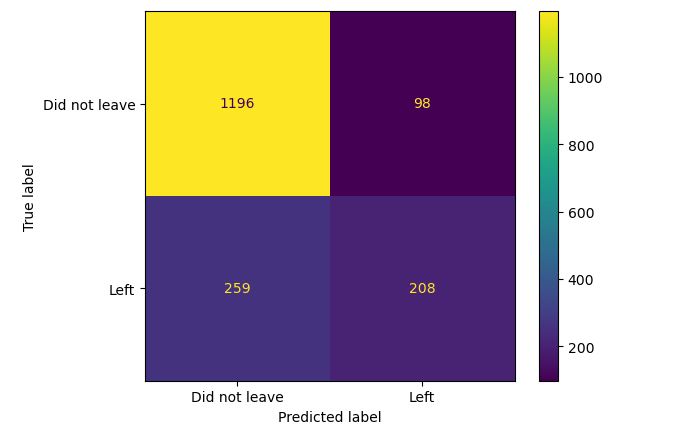 Did not leave
Left
True label
1196
98
259
208
Did not leave
Left
Predicted label
1000
800
600
400
200